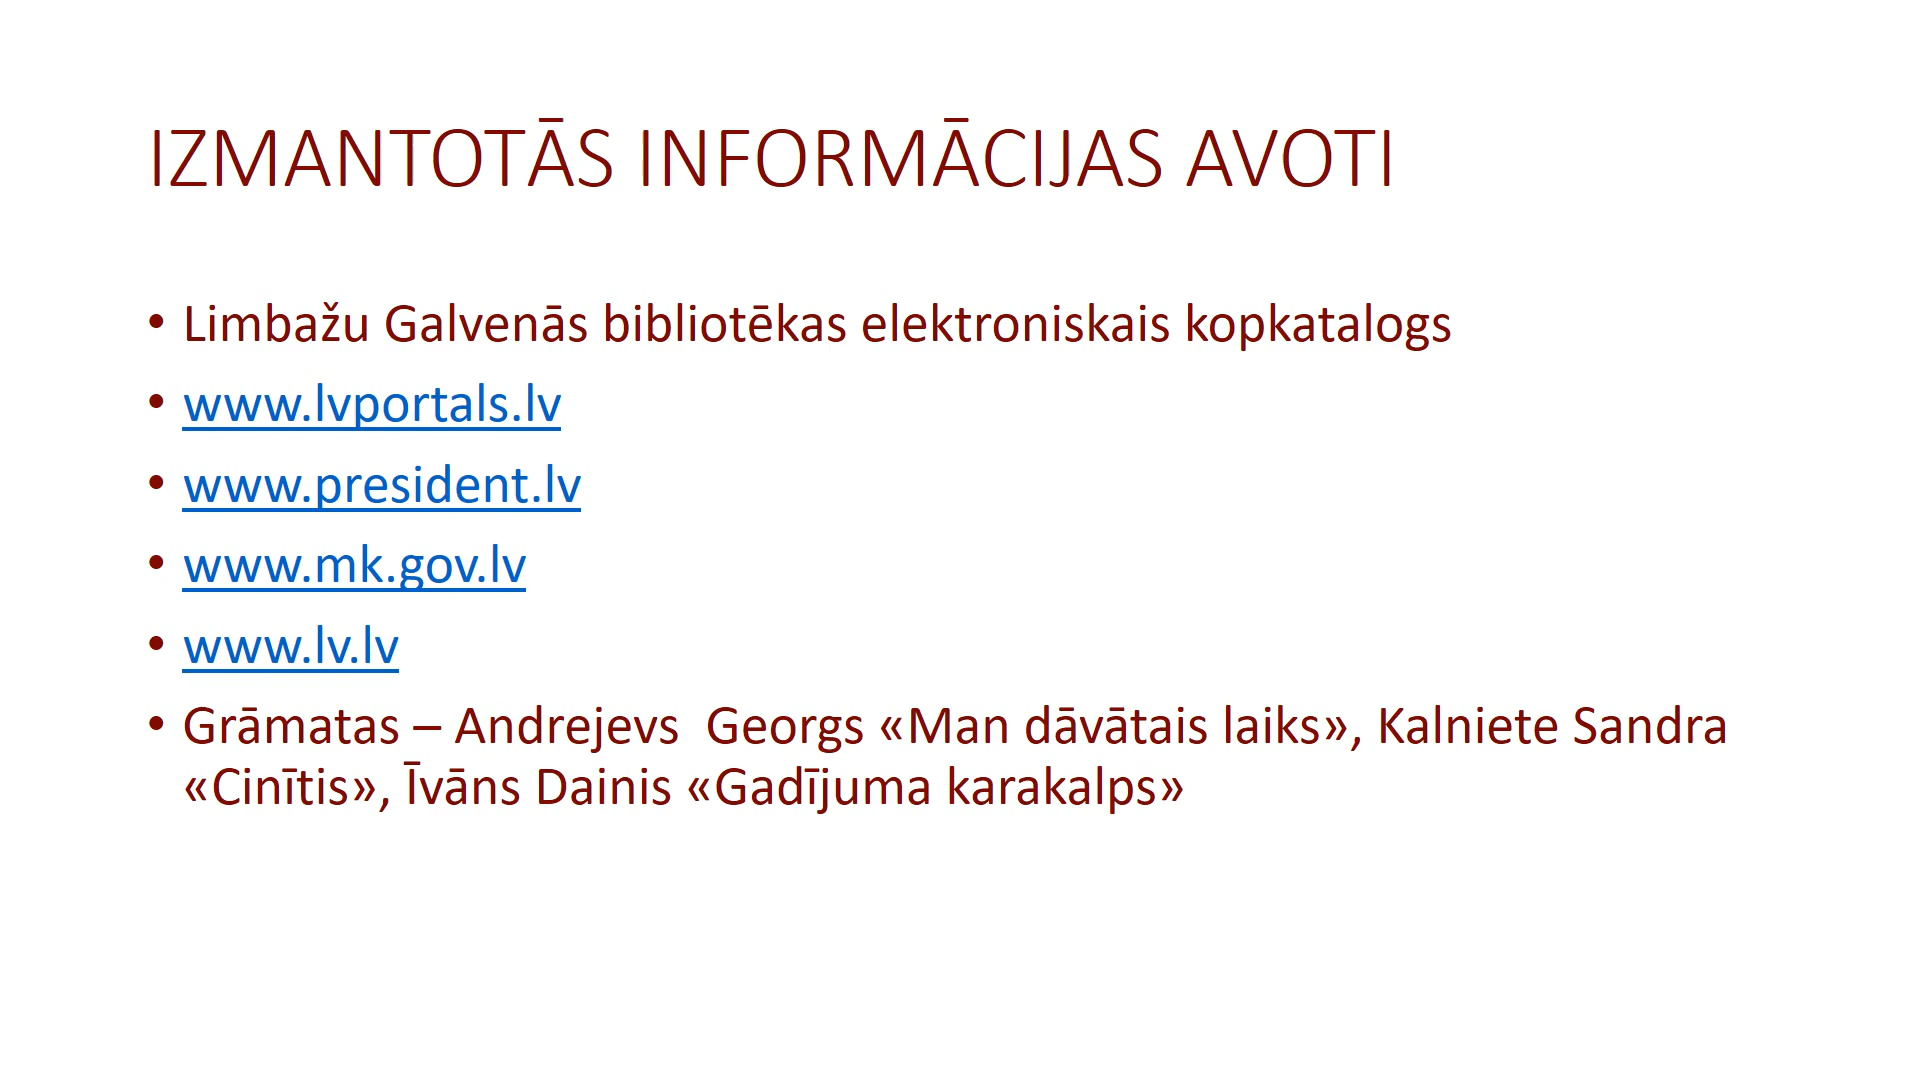 IZMANTOTĀS INFORMĀCIJAS AVOTI
• Limbažu Galvenās bibliotēkas elektroniskais kopkatalogs
• www.lvportals.lv
• www.president.lv
• www.mk.gov.lv
• www.lv.lv
• Grāmatas – Andrejevs  Georgs «Man dāvātais laiks», Kalniete Sandra
«Cinītis», Īvāns Dainis «Gadījuma karakalps»